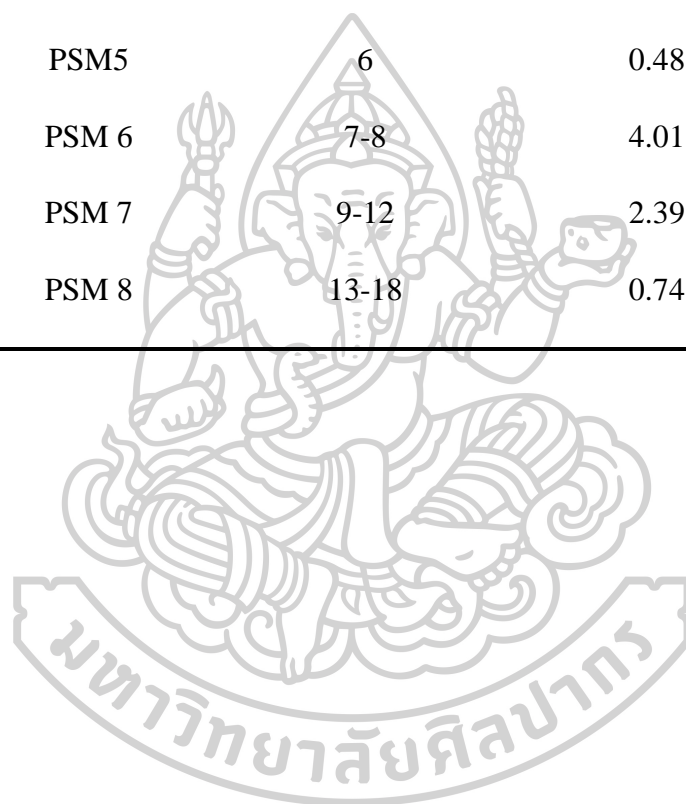 PSM5 6 0.48
PSM 6 7-8 4.01
PSM 7 9-12 2.39
PSM 8 13-18 0.74
มหาวิทยาลัยศิลปากร